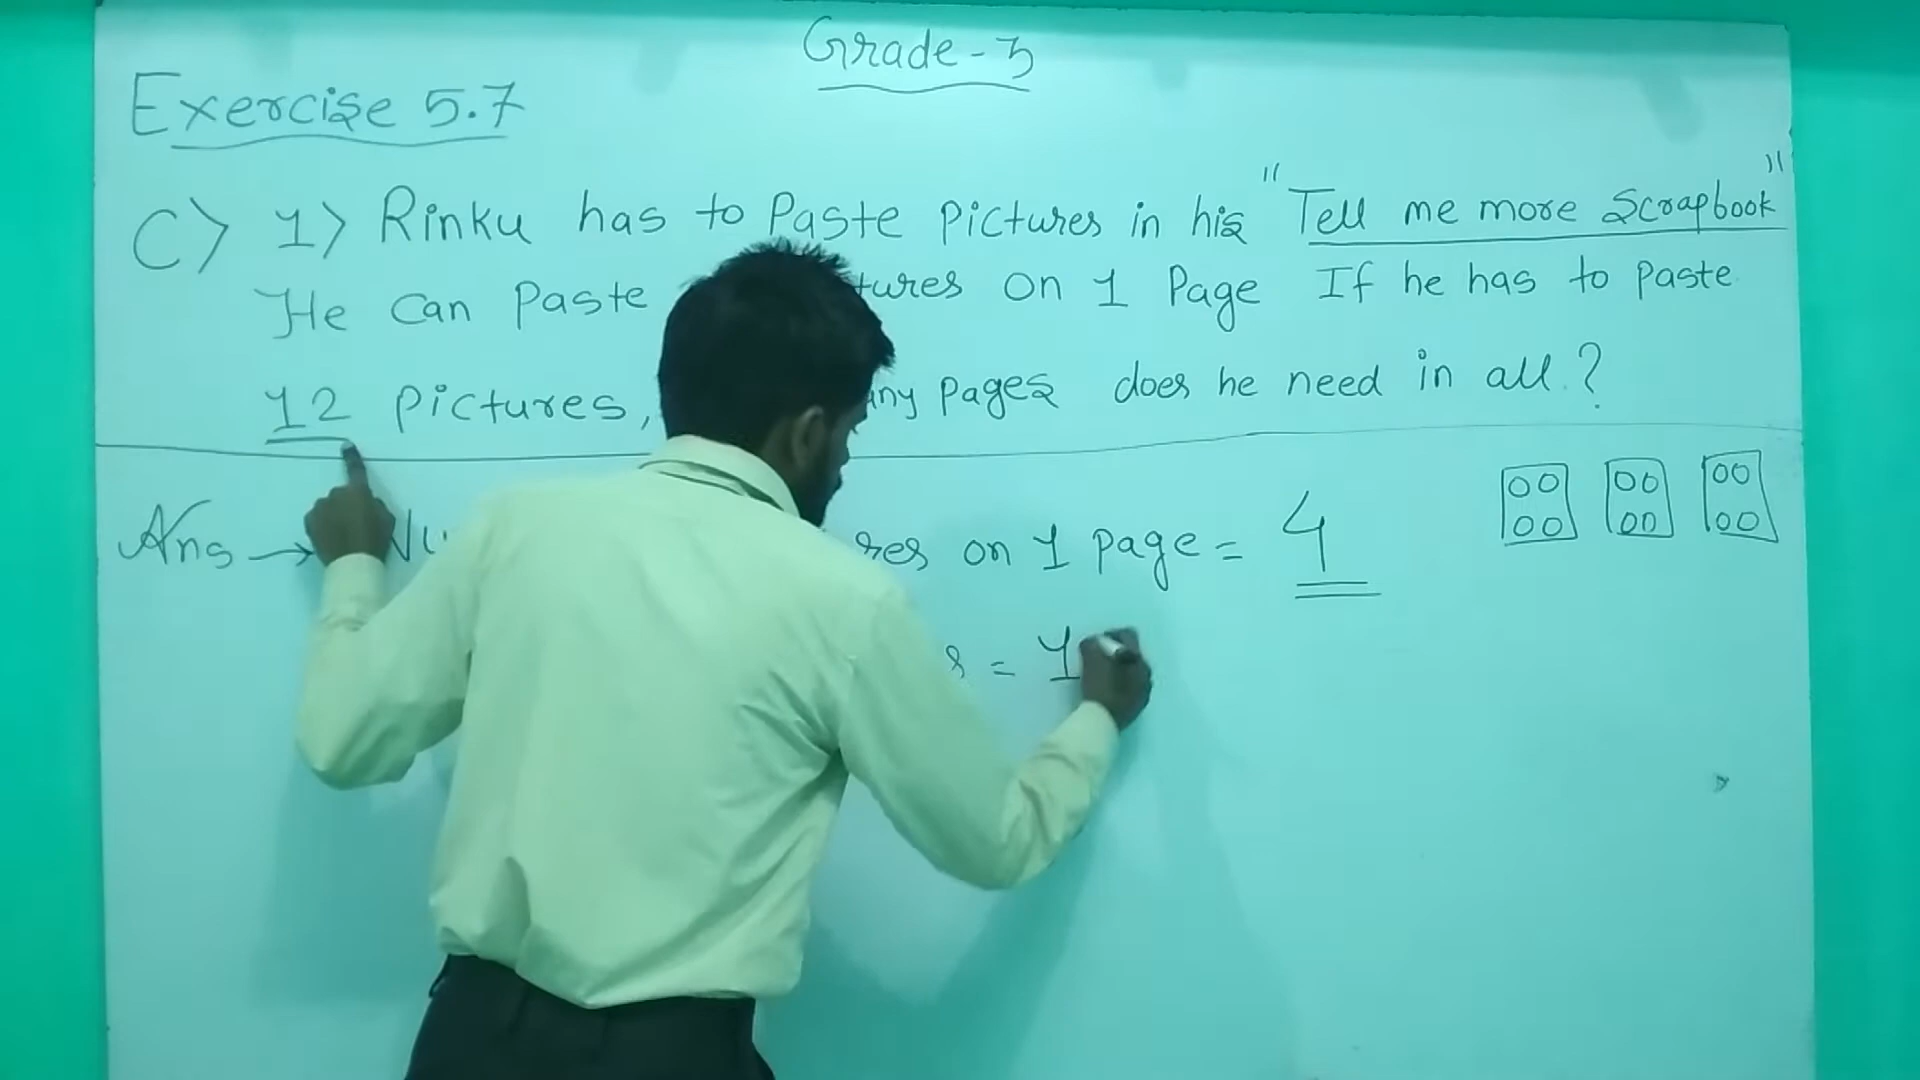 Grade-3
Exercise 5.7
C> 1> Rinku has to Paste Pictures in his "Tell me more Scrapbook"
He Can Paste on 1 Page If he has to Paste
12 Pictures, Pages does he need in all.?
Ans → on 1 page = 4
= 1